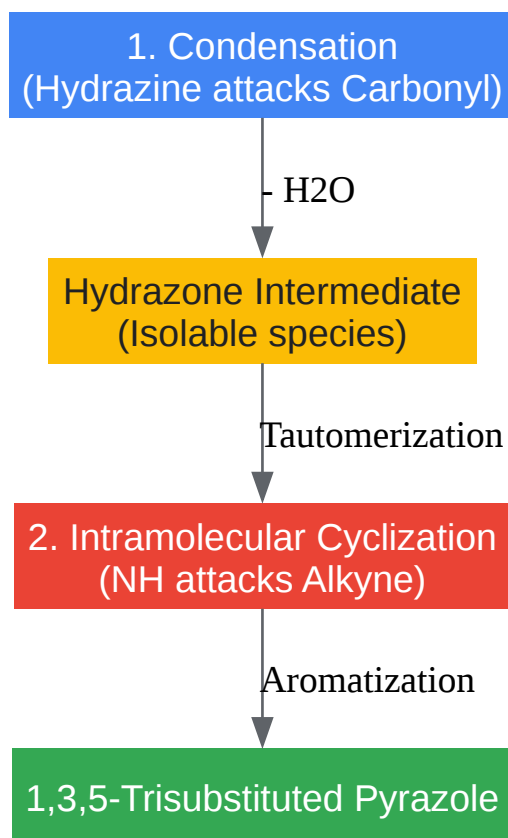 1. Condensation
(Hydrazine attacks Carbonyl)
- H2O
Hydrazone Intermediate
(Isolable species)
Tautomerization
2. Intramolecular Cyclization
(NH attacks Alkyne)
Aromatization
1,3,5-Trisubstituted Pyrazole